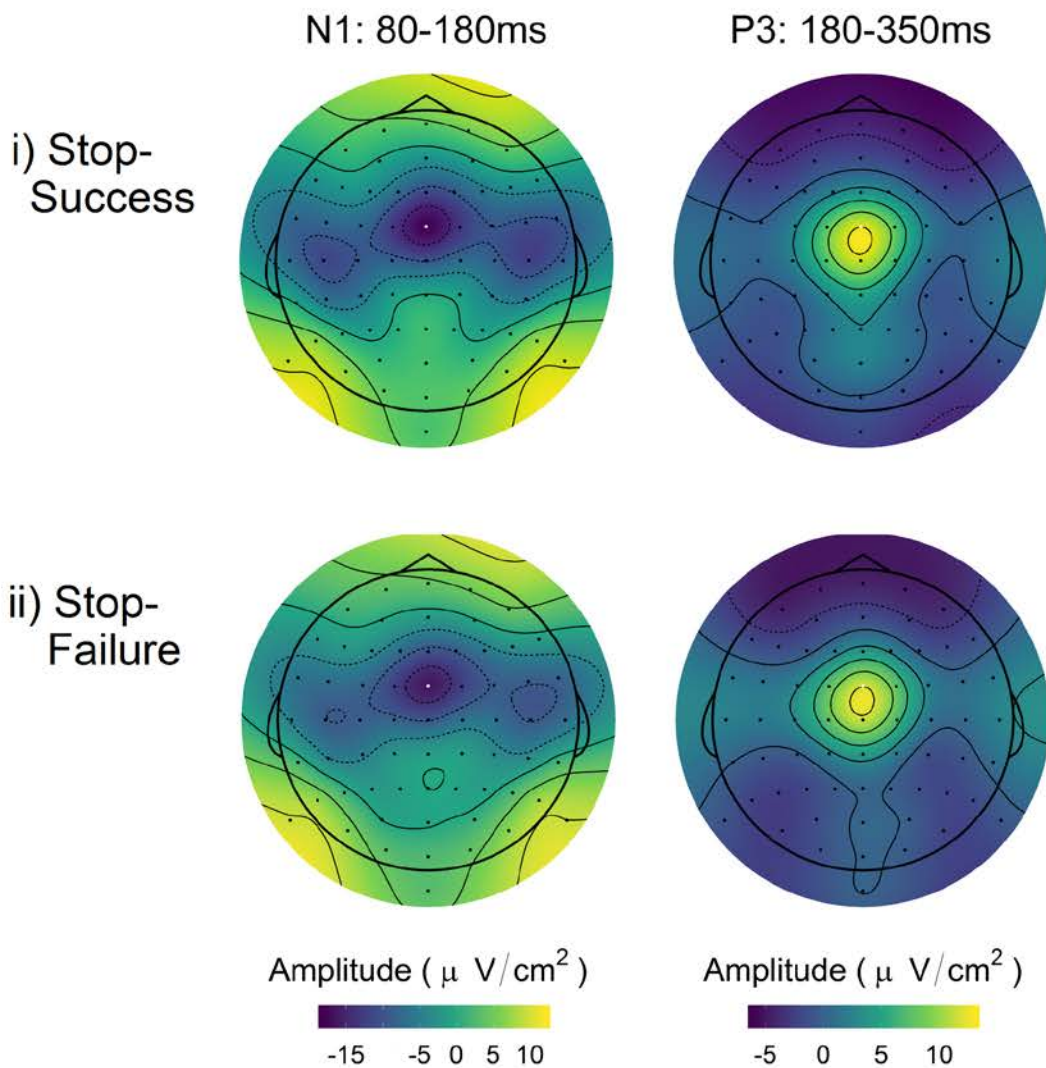 N1: 80-180ms
P3: 180-350ms
i) Stop-
Success
ii) Stop-
Failure
Amplitude ( μ V/cm²)
-15 -5 0 5 10
Amplitude ( μ V/cm²)
-5 0 5 10